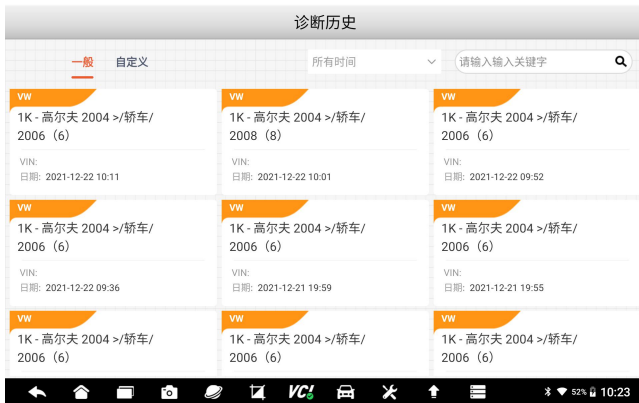 诊断历史
一般 自定义 所有时间 请输入输入关键字
VW VW VW
1K - 高尔夫 2004 >/轿车/ 1K - 高尔夫 2004 >/轿车/ 1K - 高尔夫 2004 >/轿车/
2006（6） 2008（8） 2006（6）
VIN: VIN: VIN:
日期: 2021-12-22 10:11 日期: 2021-12-22 10:01 日期: 2021-12-22 09:52
VW VW VW
1K - 高尔夫 2004 >/轿车/ 1K - 高尔夫 2004 >/轿车/ 1K - 高尔夫 2004 >/轿车/
2006（6） 2006（6） 2006（6）
VIN: VIN: VIN:
日期: 2021-12-22 09:36 日期: 2021-12-21 19:59 日期: 2021-12-21 19:55
VW VW VW
1K - 高尔夫 2004 >/轿车/ 1K - 高尔夫 2004 >/轿车/ 1K - 高尔夫 2004 >/轿车/
2006（6） 2006（6） 2006（6）
VC! 52% 10:23